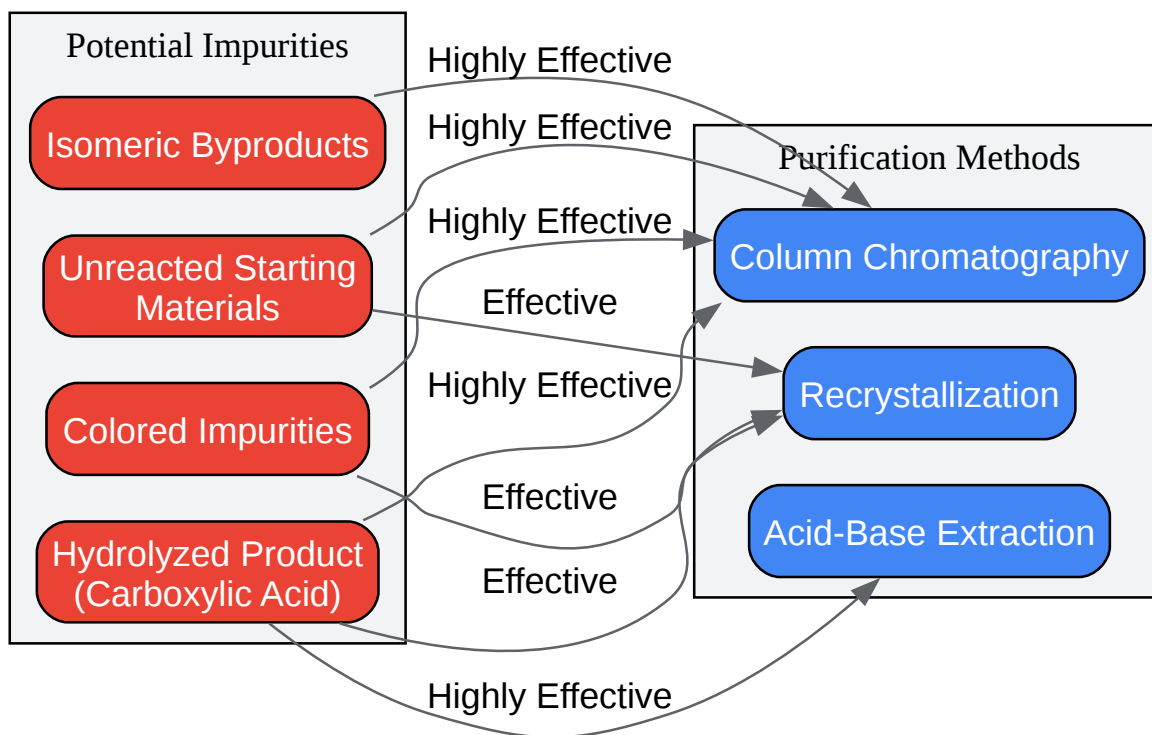 Potential Impurities
Isomeric Byproducts
Unreacted Starting
Materials
Colored Impurities
Hydrolyzed Product
(Carboxylic Acid)
Highly Effective
Highly Effective
Highly Effective
Effective
Highly Effective
Effective
Effective
Highly Effective
Purification Methods
Column Chromatography
Recrystallization
Acid-Base Extraction